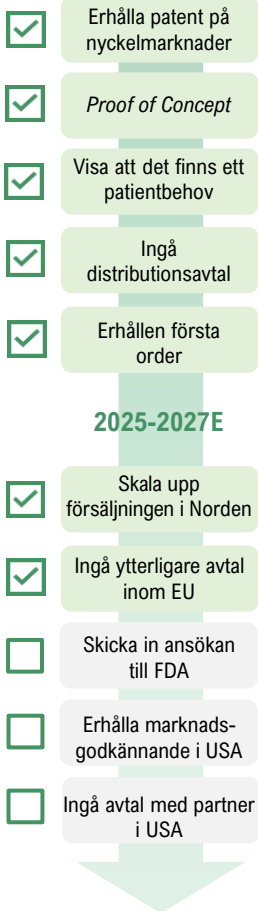 Erhålla patent på
nyckelmarknader
Proof of Concept
Visa att det finns ett
patientbehov
Ingå
distributionsavtal
Erhållen första
order
2025-2027E
Skala upp
försäljningen i Norden
Ingå ytterligare avtal
inom EU
Skicka in ansökan
till FDA
Erhålla marknads-
godkännande i USA
Ingå avtal med partner
i USA